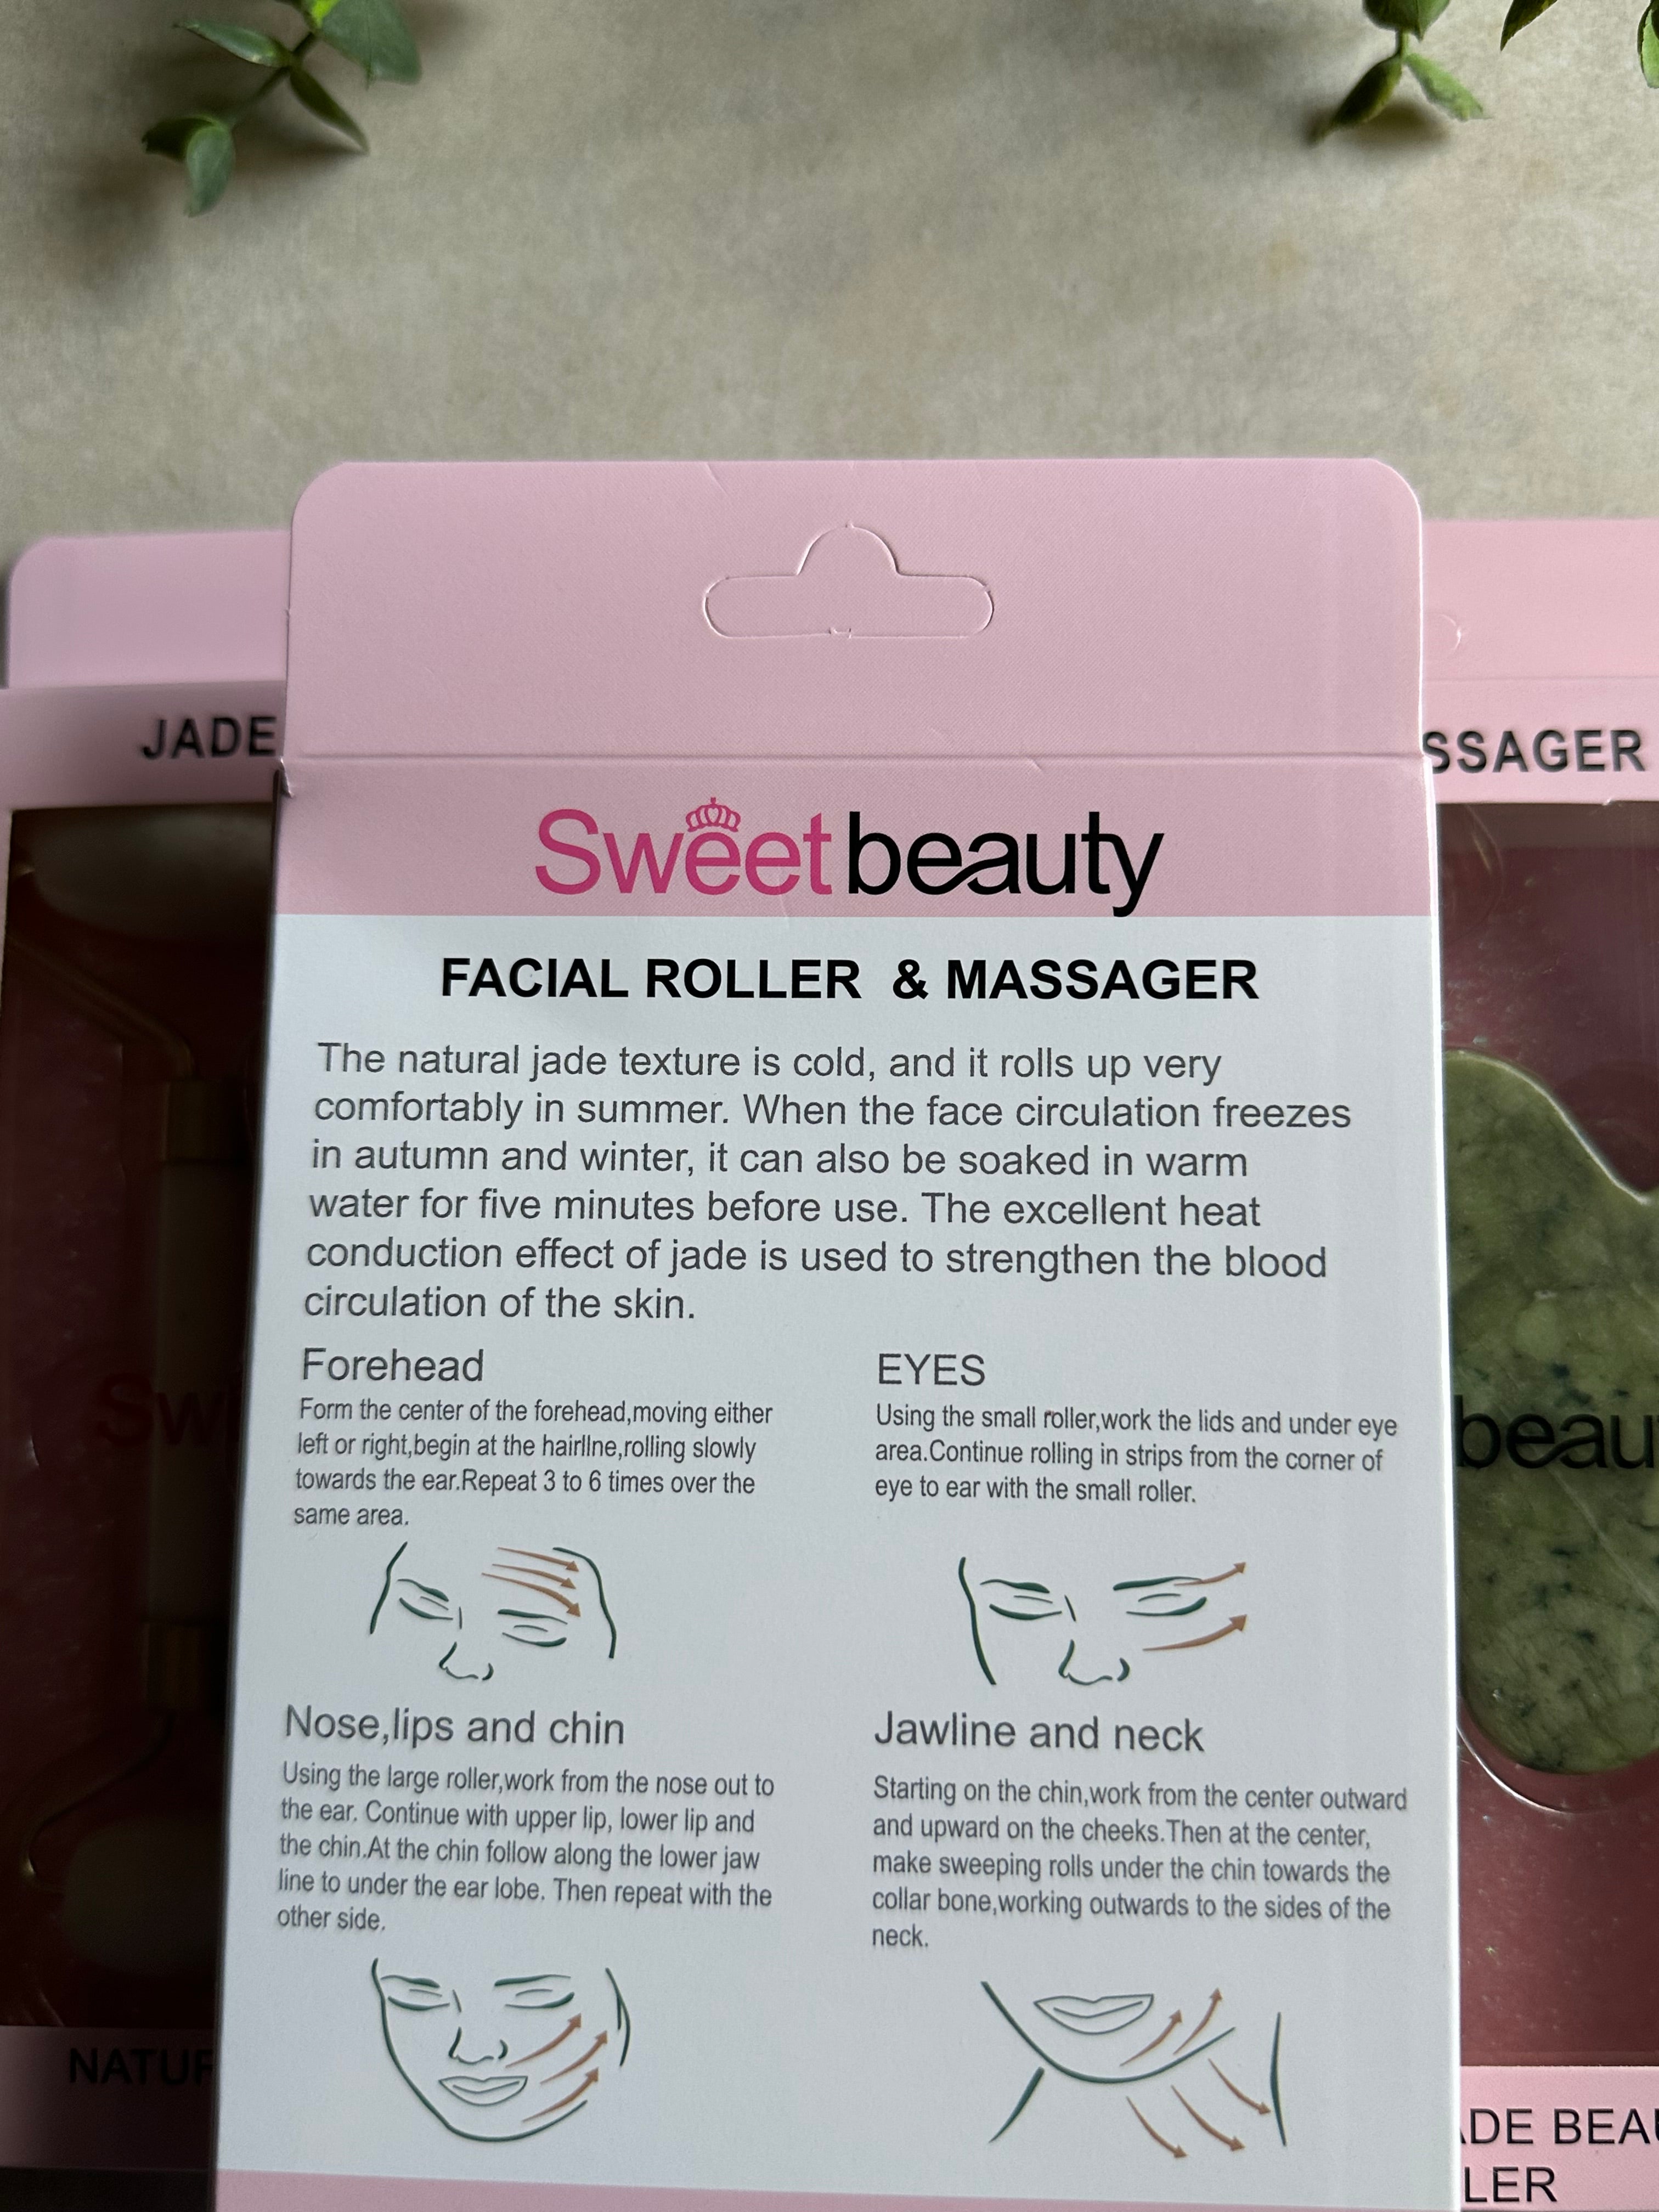 JADE
SSAGER
Sweetbeauty
FACIAL ROLLER & MASSAGER
The natural jade texture is cold, and it rolls up very
comfortably in summer. When the face circulation freezes
in autumn and winter, it can also be soaked in warm
water for five minutes before use. The excellent heat
conduction effect of jade is used to strengthen the blood
circulation of the skin.
Forehead
Form the center of the forehead,moving either
left or right,begin at the hairllne,rolling slowly
towards the ear.Repeat 3 to 6 times over the
same area.
EYES
Using the small roller,work the lids and under eye
area.Continue rolling in strips from the corner of
eye to ear with the small roller.
Nose,lips and chin
Using the large roller,work from the nose out to
the ear. Continue with upper lip, lower lip and
the chin.At the chin follow along the lower jaw
line to under the ear lobe. Then repeat with the
other side.
Jawline and neck
Starting on the chin,work from the center outward
and upward on the cheeks.Then at the center,
make sweeping rolls under the chin towards the
collar bone,working outwards to the sides of the
neck.
Sw
beau
NATUR
ADE BEAU
LER